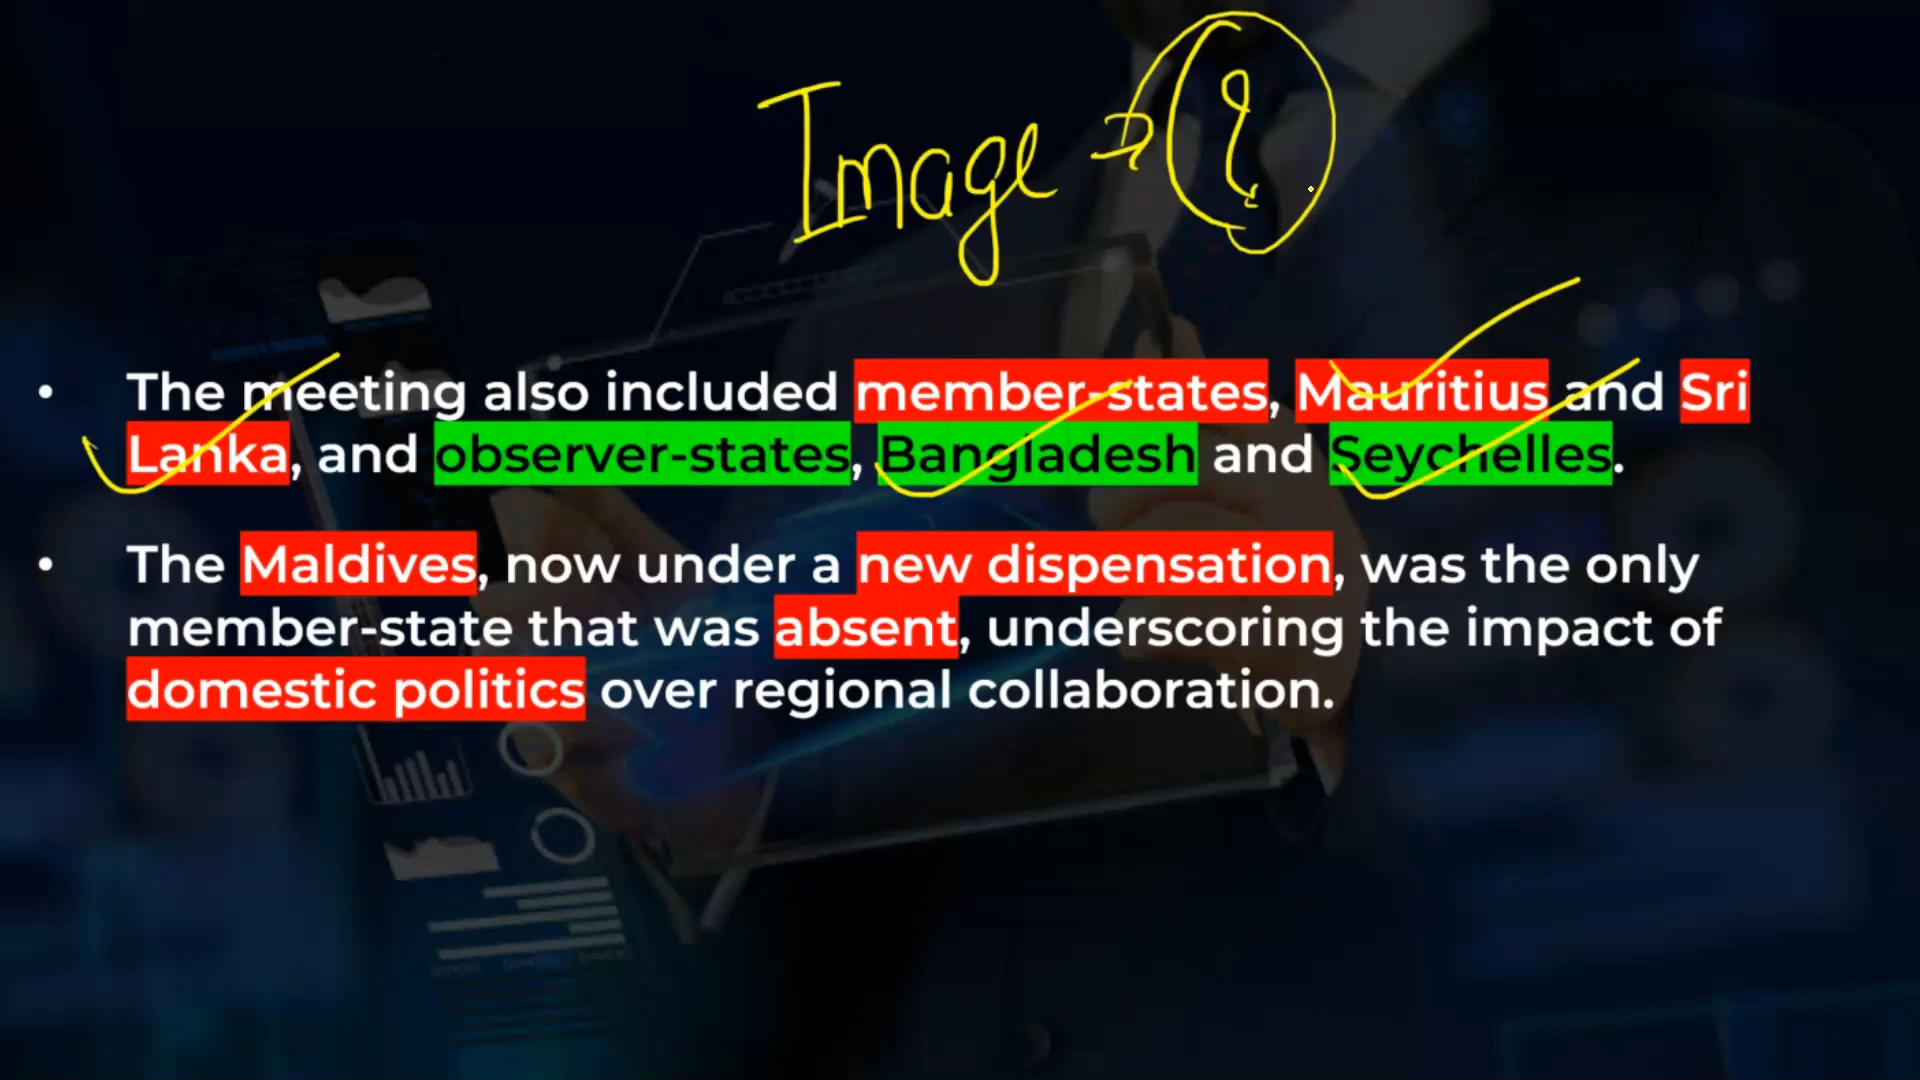 Image
• The meeting also included member-states, Mauritius and Sri
Lanka, and observer-states, Bangladesh and Seychelles.
• The Maldives, now under a new dispensation, was the only
member-state that was absent, underscoring the impact of
domestic politics over regional collaboration.